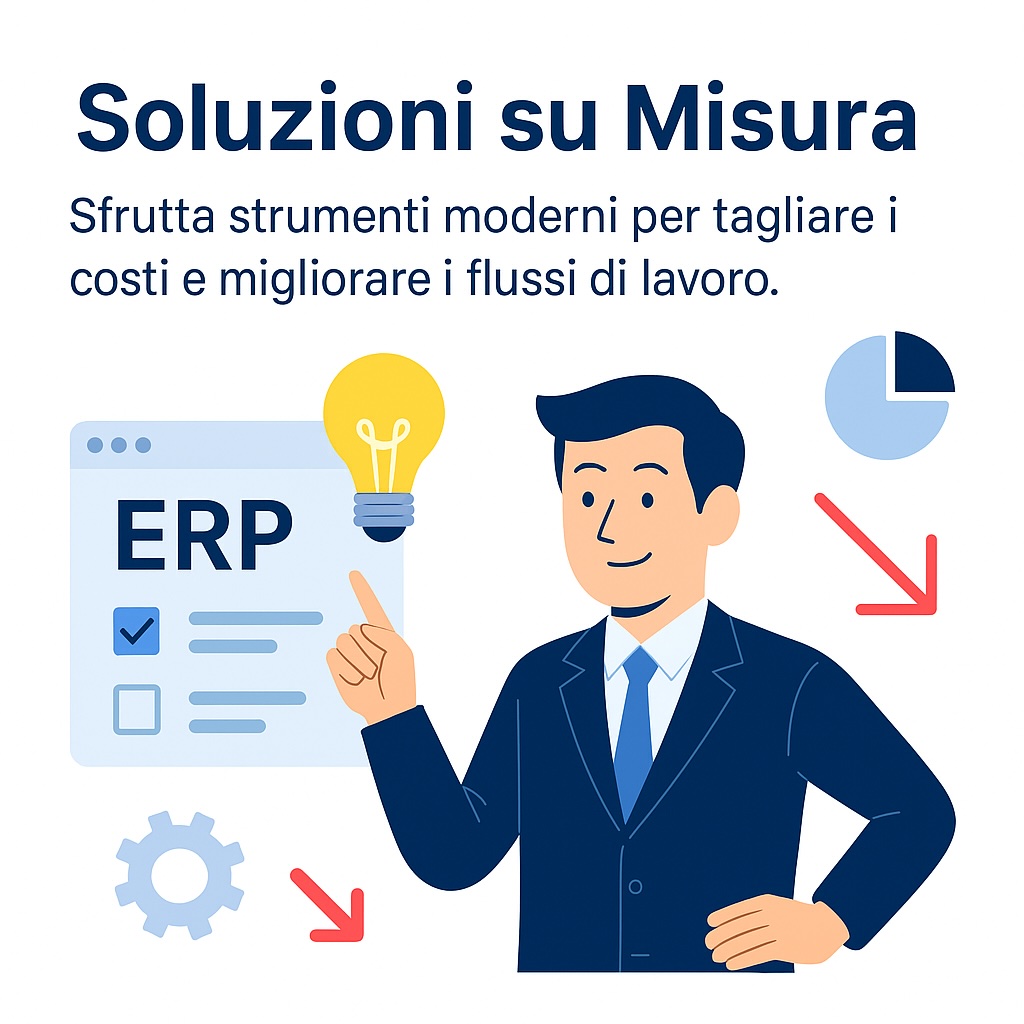 Soluzioni su Misura
Sfrutta strumenti moderni per tagliare i
costi e migliorare i flussi di lavoro.
ERP